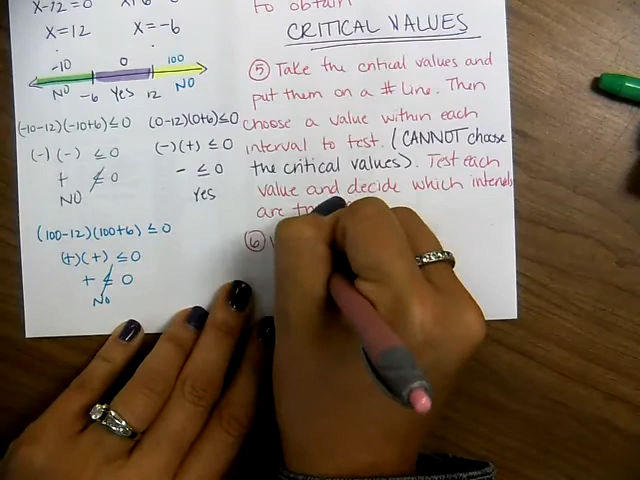 x-12=0
x=12 x=-6
-10 0 100
NO -6 Yes 12 NO
(-10-12)(-10+6)≤0
(-)(-) ≤0
+ ≰ 0
NO
(0-12)(0+6)≤0
(-)(+) ≤0
- ≤0
Yes
(100-12)(100+6) ≤0
(+)(+) ≤0
+ ≰ 0
No
to obtain
CRITICAL VALUES
⑤ Take the critical values and
put them on a # line. Then
choose a value within each
interval to test. (CANNOT choose
the critical values). Test each
value and decide which intervals
are
⑥